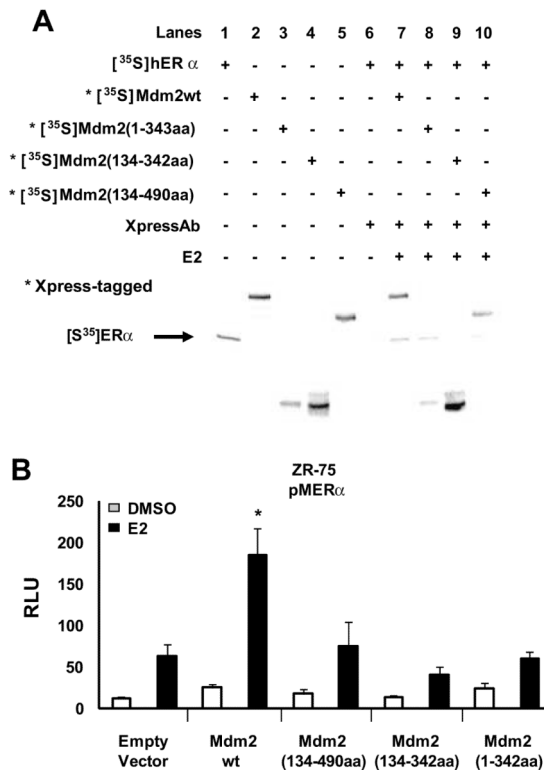 A
Lanes 1 2 3 4 5 6 7 8 9 10
[³⁵S]hER α + - - - - + + + + +
* [³⁵S]Mdm2wt - + - - - - + - - -
* [³⁵S]Mdm2(1-343aa) - - + - - - - + - -
* [³⁵S]Mdm2(134-342aa) - - - + - - - - + -
* [³⁵S]Mdm2(134-490aa) - - - - + - - - - +
XpressAb - - - - - + + + + +
E2 - - - - - - + + + +
* Xpress-tagged
[S³⁵]ERα
B
ZR-75
pMERα
250
200
150
100
50
0
RLU
DMSO
E2
*
Empty Vector
Mdm2 wt
Mdm2 (134-490aa)
Mdm2 (134-342aa)
Mdm2 (1-342aa)